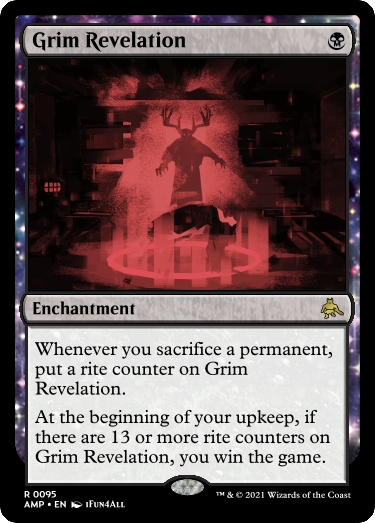 Grim Revelation
Enchantment
Whenever you sacrifice a permanent,
put a rite counter on Grim
Revelation.
At the beginning of your upkeep, if
there are 13 or more rite counters on
Grim Revelation, you win the game.
R 0095
AMP • EN 1Fun4All
™ & © 2021 Wizards of the Coast